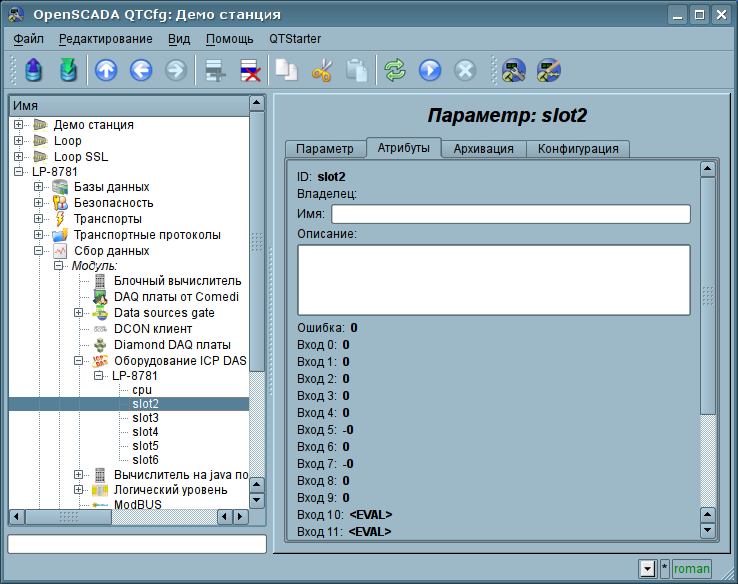 OpenSCADA QTCfg: Демо станция
Файл Редактирование Вид Помощь QTStarter
Имя
Демо станция
Loop
Loop SSL
LP-8781
Базы данных
Безопасность
Транспорты
Транспортные протоколы
Сбор данных
Модуль:
Блочный вычислитель
DAQ платы от Comedi
Data sources gate
DCON клиент
Diamond DAQ платы
Оборудование ICP DAS
LP-8781
cpu
slot2
slot3
slot4
slot5
slot6
Вычислитель на java по
Логический уровень
ModBUS
Параметр: slot2
Параметр Атрибуты Архивация Конфигурация
ID: slot2
Владелец:
Имя:
Описание:
Ошибка: 0
Вход 0: 0
Вход 1: 0
Вход 2: 0
Вход 3: 0
Вход 4: 0
Вход 5: -0
Вход 6: 0
Вход 7: -0
Вход 8: 0
Вход 9: 0
Вход 10: <EVAL>
Вход 11: <EVAL>
* roman